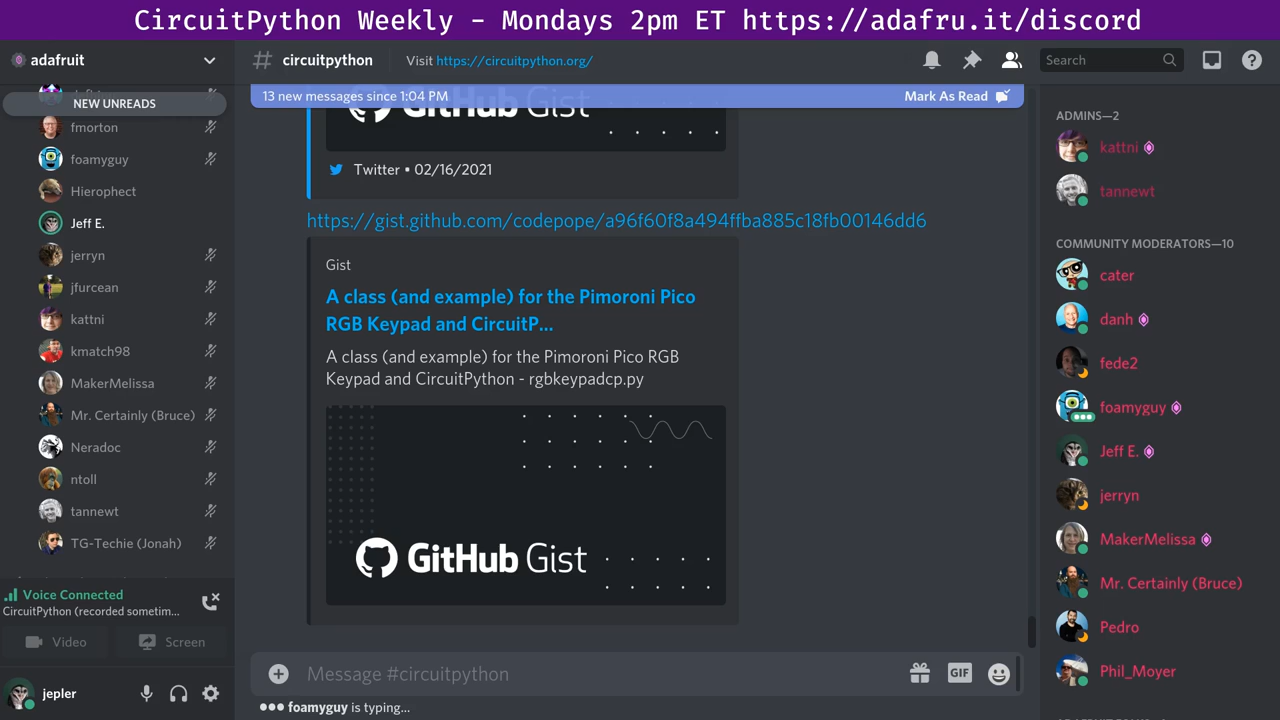 CircuitPython Weekly - Mondays 2pm ET https://adafru.it/discord
adafruit
circuitpython
Visit https://circuitpython.org/
Search
NEW UNREADS
fmorton
foamyguy
Hierophect
Jeff E.
jerryn
jfurcean
kattni
kmatch98
MakerMelissa
Mr. Certainly (Bruce)
Neradoc
ntoll
tannewt
TG-Techie (Jonah)
Voice Connected
CircuitPython (recorded sometim...
Video
Screen
jepler
13 new messages since 1:04 PM
Mark As Read
GitHub Gist
Twitter • 02/16/2021
https://gist.github.com/codepope/a96f60f8a494ffba885c18fb00146dd6
Gist
A class (and example) for the Pimoroni Pico
RGB Keypad and CircuitP...
A class (and example) for the Pimoroni Pico RGB
Keypad and CircuitPython - rgbkeypadcp.py
GitHub Gist
Message #circuitpython
GIF
foamyguy is typing...
ADMINS—2
kattni
tannewt
COMMUNITY MODERATORS—10
cater
danh
fede2
foamyguy
Jeff E.
jerryn
MakerMelissa
Mr. Certainly (Bruce)
Pedro
Phil_Moyer